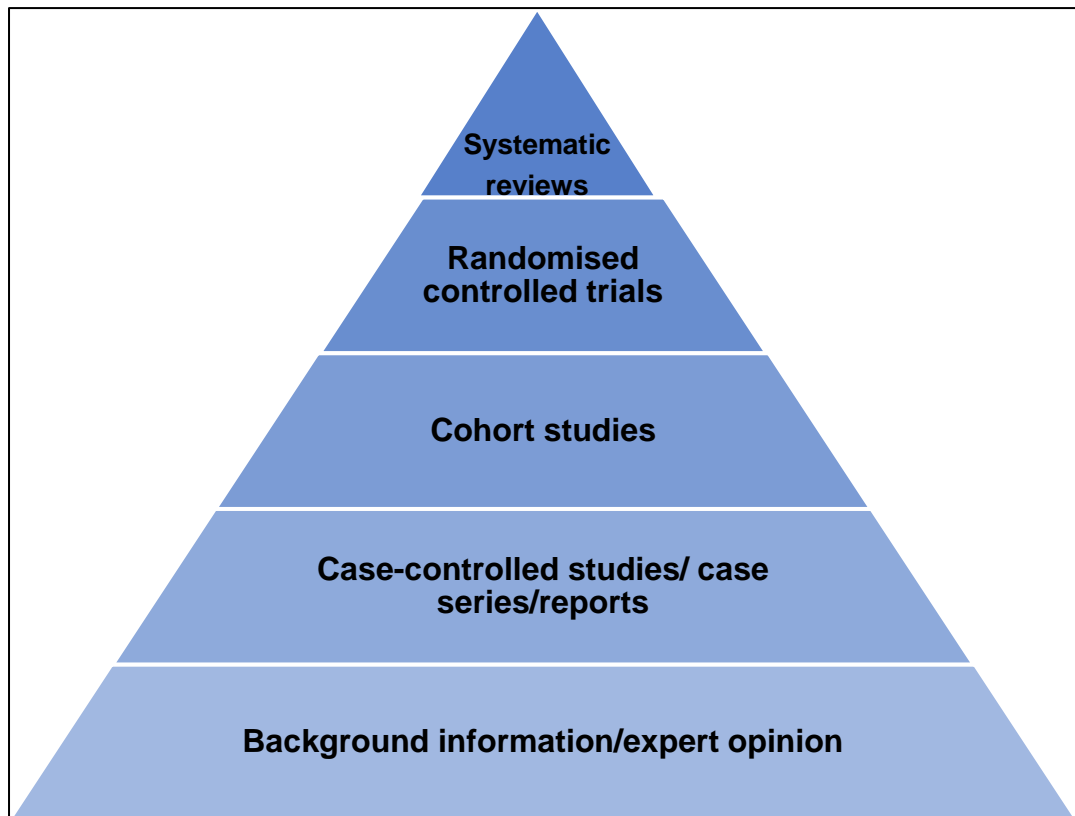 Systematic
reviews
Randomised
controlled trials
Cohort studies
Case-controlled studies/ case
series/reports
Background information/expert opinion